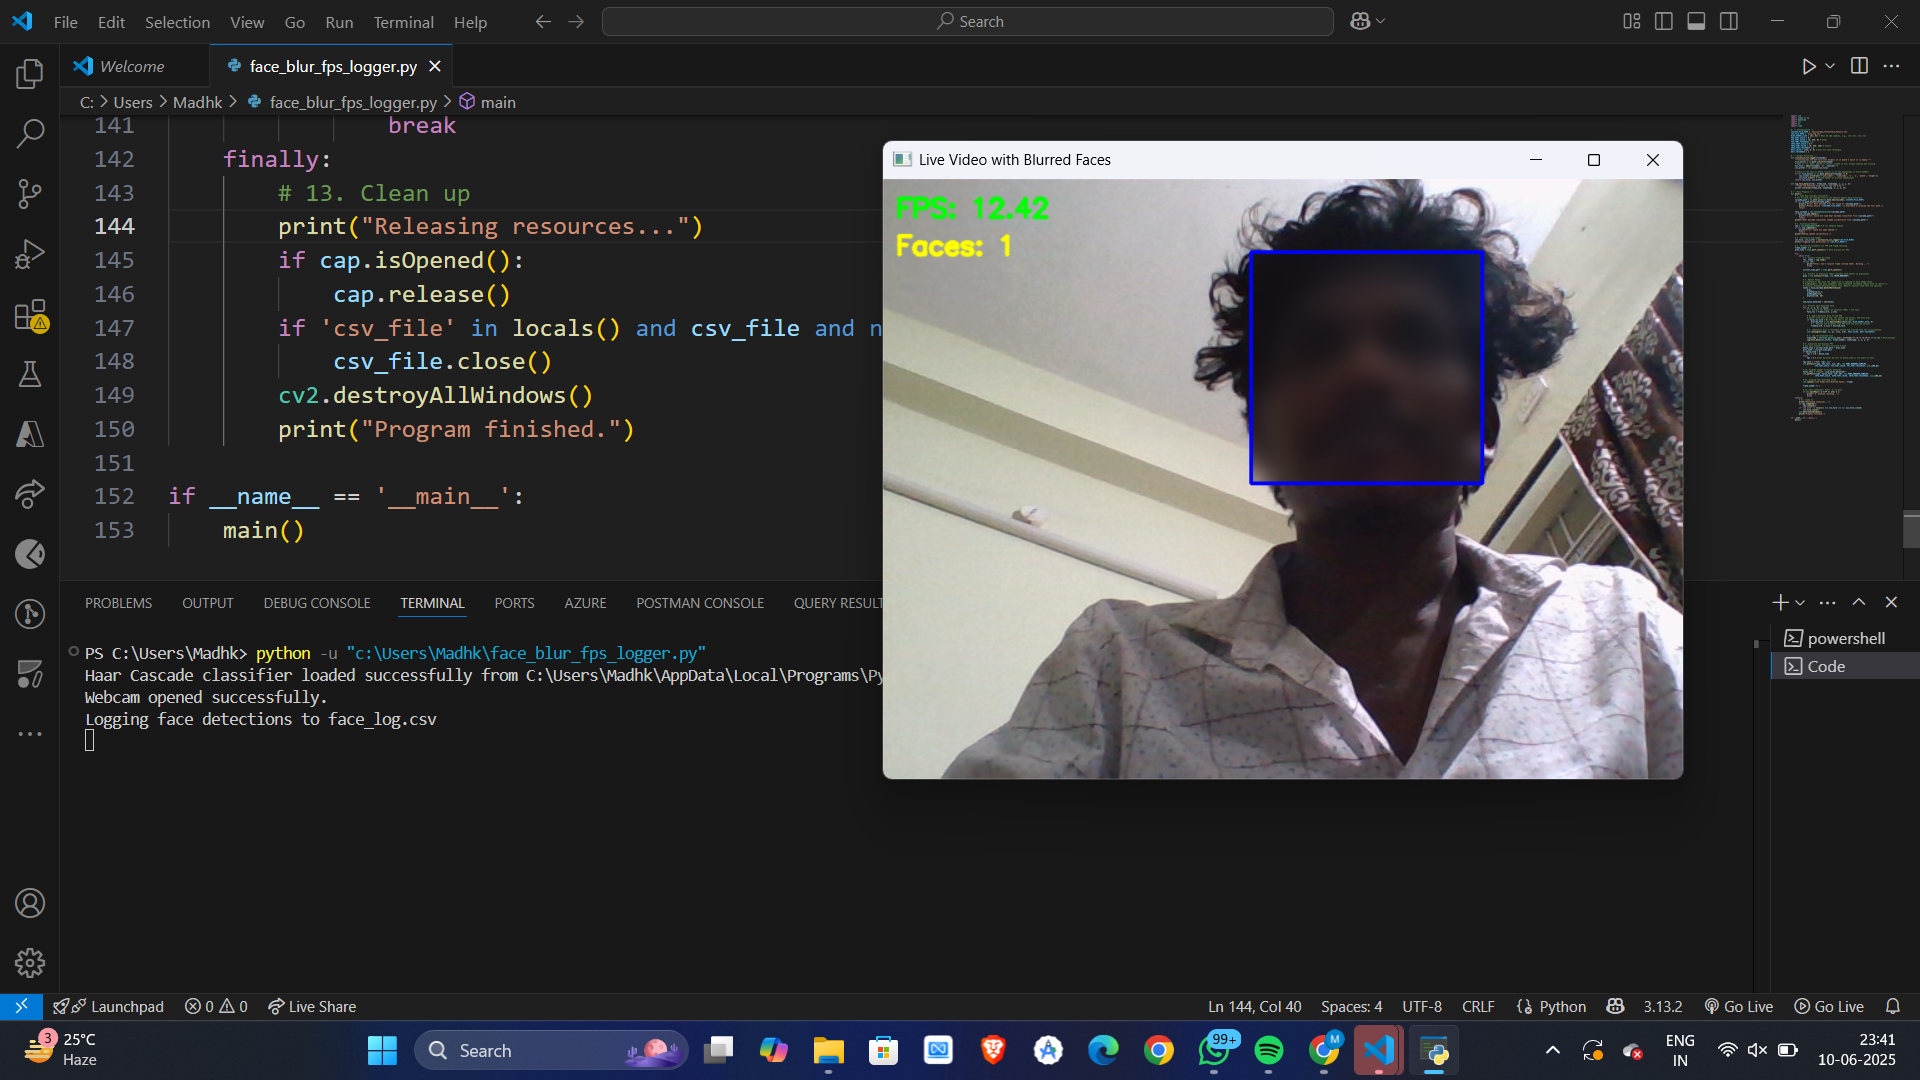 File Edit Selection View Go Run Terminal Help
Search
Welcome
face_blur_fps_logger.py
C: > Users > Madhk > face_blur_fps_logger.py > main
141 break
142 finally:
143 # 13. Clean up
144 print("Releasing resources...")
145 if cap.isOpened():
146 cap.release()
147 if 'csv_file' in locals() and csv_file and n
148 csv_file.close()
149 cv2.destroyAllWindows()
150 print("Program finished.")
151
152 if __name__ == '__main__':
153 main()
Live Video with Blurred Faces
FPS: 12.42
Faces: 1
PROBLEMS OUTPUT DEBUG CONSOLE TERMINAL PORTS AZURE POSTMAN CONSOLE QUERY RESULT
PS C:\Users\Madhk> python -u "c:\Users\Madhk\face_blur_fps_logger.py"
Haar Cascade classifier loaded successfully from C:\Users\Madhk\AppData\Local\Programs\Py
Webcam opened successfully.
Logging face detections to face_log.csv
powershell
Code
Launchpad 0 0 Live Share
Ln 144, Col 40 Spaces: 4 UTF-8 CRLF Python 3.13.2 Go Live Go Live
3
25°C
Haze
Search
99+
M
ENG
IN
23:41
10-06-2025